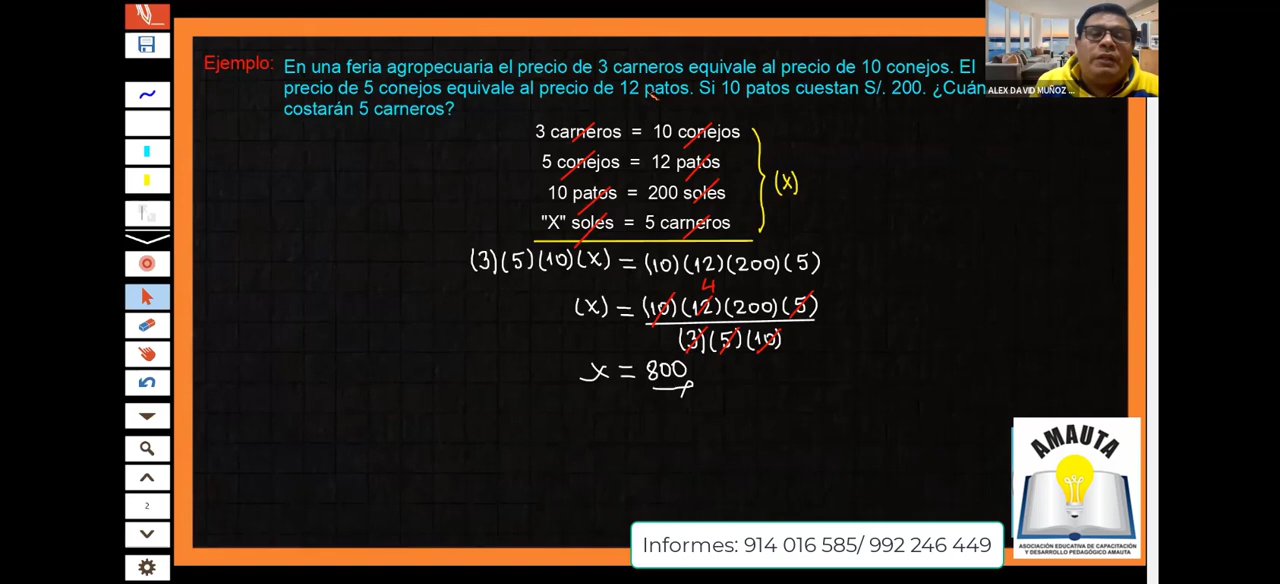 Ejemplo: En una feria agropecuaria el precio de 3 carneros equivale al precio de 10 conejos. El
precio de 5 conejos equivale al precio de 12 patos. Si 10 patos cuestan S/. 200. ¿Cuán
costarán 5 carneros?
ALEX DAVID MUÑOZ ...
3 carneros = 10 conejos
5 conejos = 12 patos
10 patos = 200 soles
"X" soles = 5 carneros
(x)
(3)(5)(10)(x) = (10)(12)(200)(5)
4
(x) = (10)(12)(200)(5)
(3)(5)(10)
x = 800
2
AMAUTA
ASOCIACIÓN EDUCATIVA DE CAPACITACIÓN
Y DESARROLLO PEDAGÓGICO AMAUTA
Informes: 914 016 585/ 992 246 449